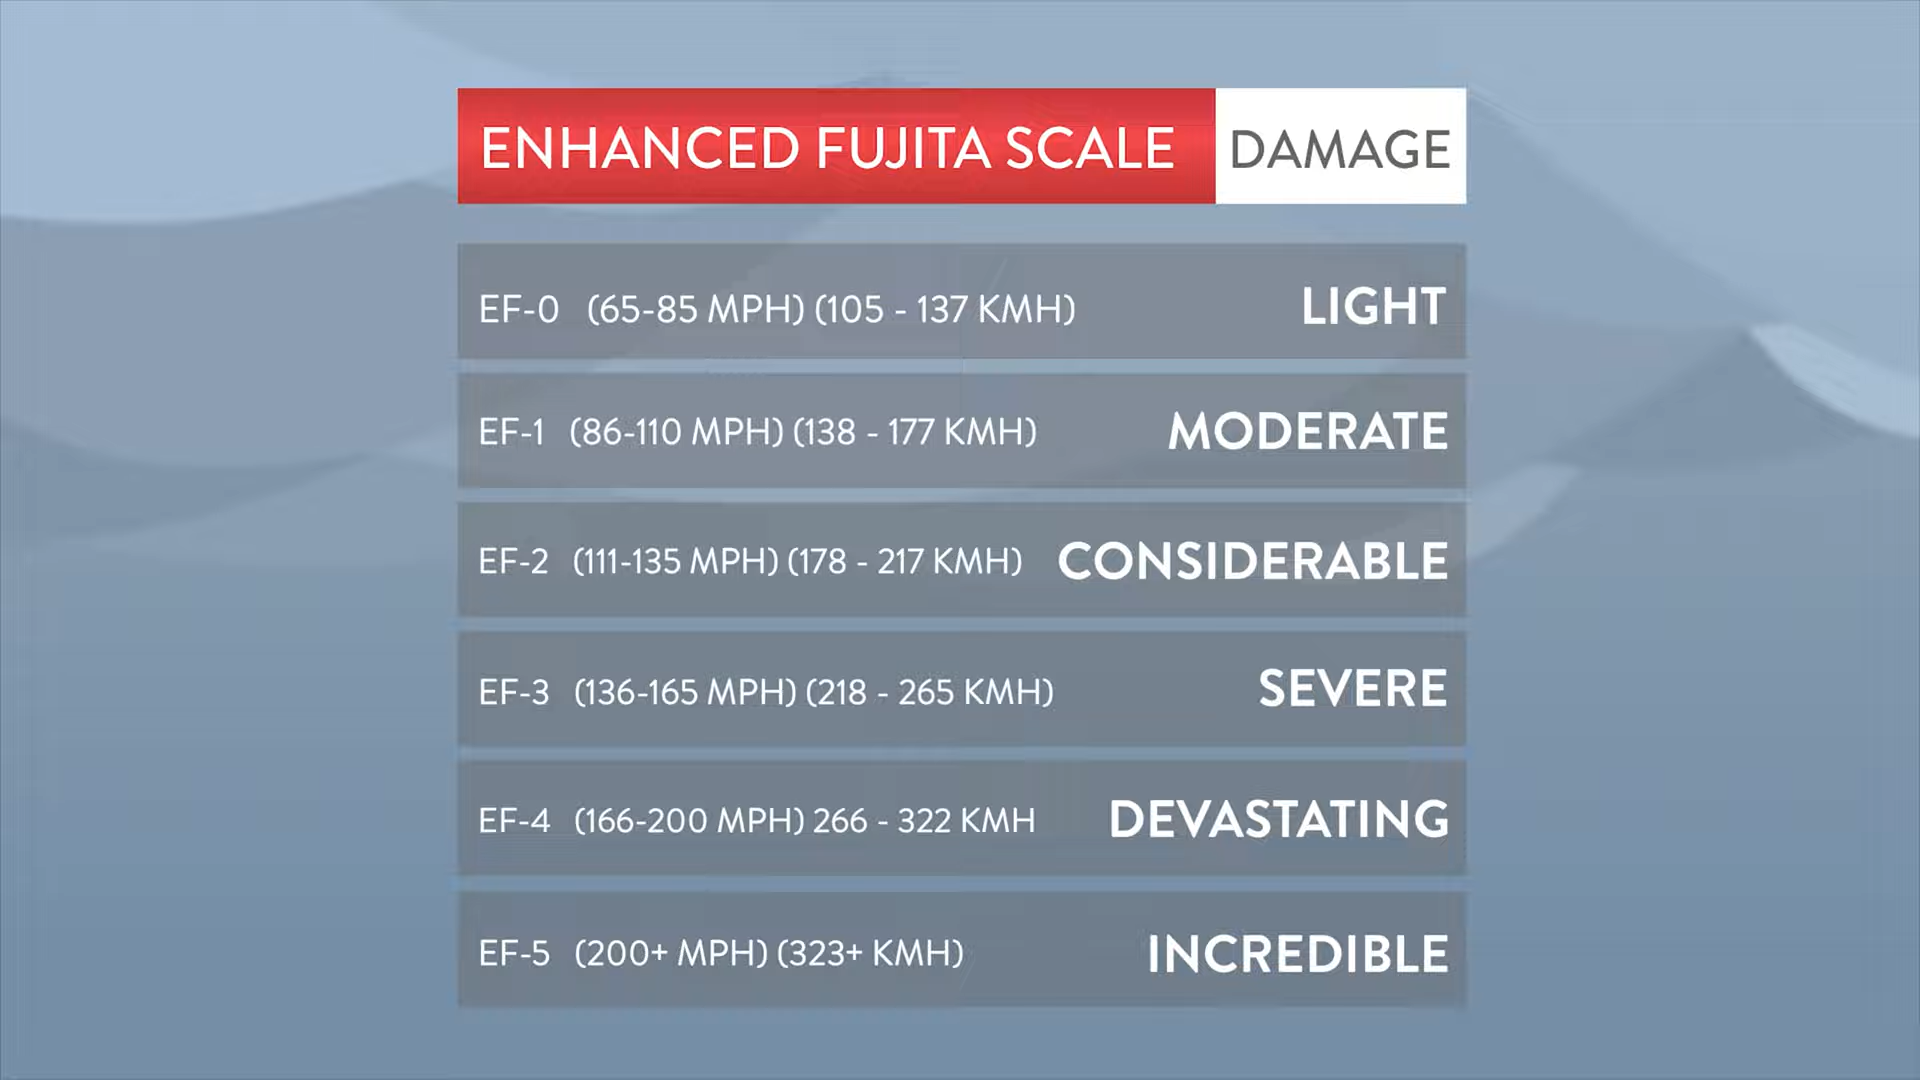 ENHANCED FUJITA SCALE DAMAGE
EF-0 (65-85 MPH) (105 - 137 KMH) LIGHT
EF-1 (86-110 MPH) (138 - 177 KMH) MODERATE
EF-2 (111-135 MPH) (178 - 217 KMH) CONSIDERABLE
EF-3 (136-165 MPH) (218 - 265 KMH) SEVERE
EF-4 (166-200 MPH) 266 - 322 KMH DEVASTATING
EF-5 (200+ MPH) (323+ KMH) INCREDIBLE